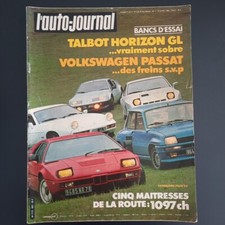 l'auto-journal
BANCS D'ESSAI
TALBOT HORIZON GL
...vraiment sobre
VOLKSWAGEN PASSAT
...des freins s.v.p
CINQ MAITRESSES
DE LA ROUTE: 1097 ch